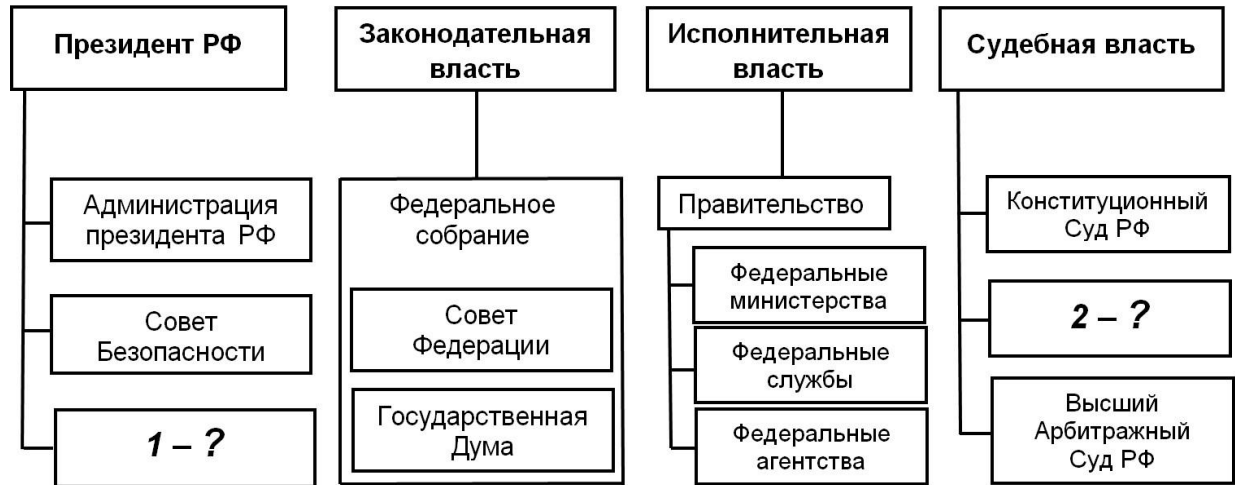 Президент РФ
Законодательная
власть
Исполнительная
власть
Судебная власть
Администрация
президента РФ
Совет
Безопасности
1 – ?
Федеральное
собрание
Совет
Федерации
Государственная
Дума
Правительство
Федеральные
министерства
Федеральные
службы
Федеральные
агентства
Конституционный
Суд РФ
2 – ?
Высший
Арбитражный
Суд РФ